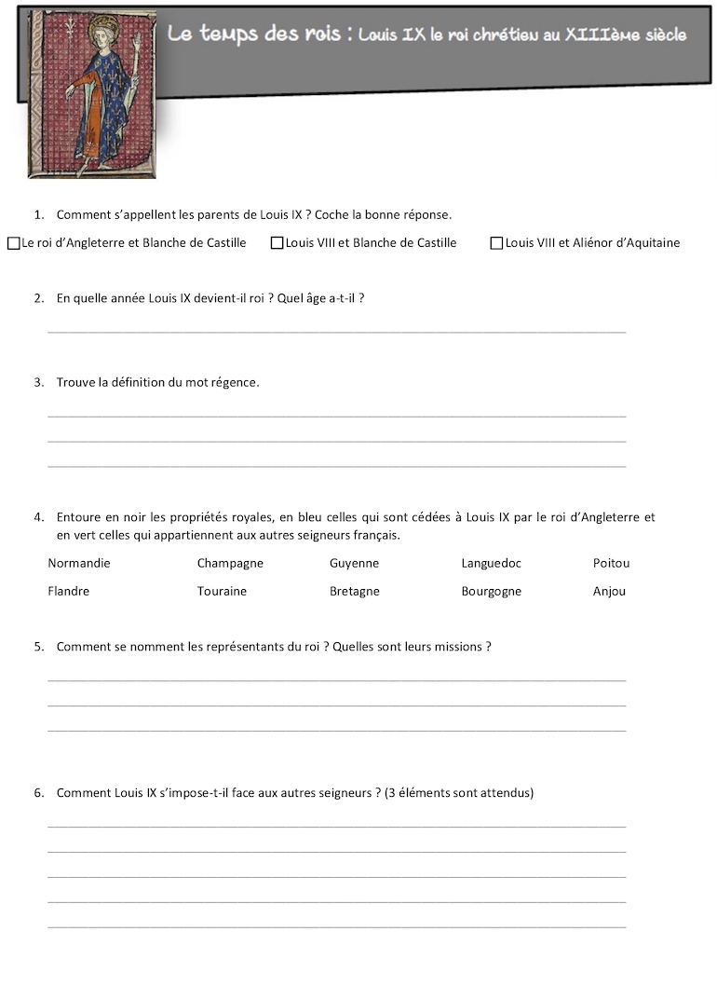 Le temps des rois : Louis IX le roi chrétien au XIIIème siècle
1. Comment s'appellent les parents de Louis IX ? Coche la bonne réponse.
Le roi d'Angleterre et Blanche de Castille Louis VIII et Blanche de Castille Louis VIII et Aliénor d'Aquitaine
2. En quelle année Louis IX devient-il roi ? Quel âge a-t-il ?
3. Trouve la définition du mot régence.
4. Entoure en noir les propriétés royales, en bleu celles qui sont cédées à Louis IX par le roi d'Angleterre et
en vert celles qui appartiennent aux autres seigneurs français.
Normandie Champagne Guyenne Languedoc Poitou
Flandre Touraine Bretagne Bourgogne Anjou
5. Comment se nomment les représentants du roi ? Quelles sont leurs missions ?
6. Comment Louis IX s'impose-t-il face aux autres seigneurs ? (3 éléments sont attendus)